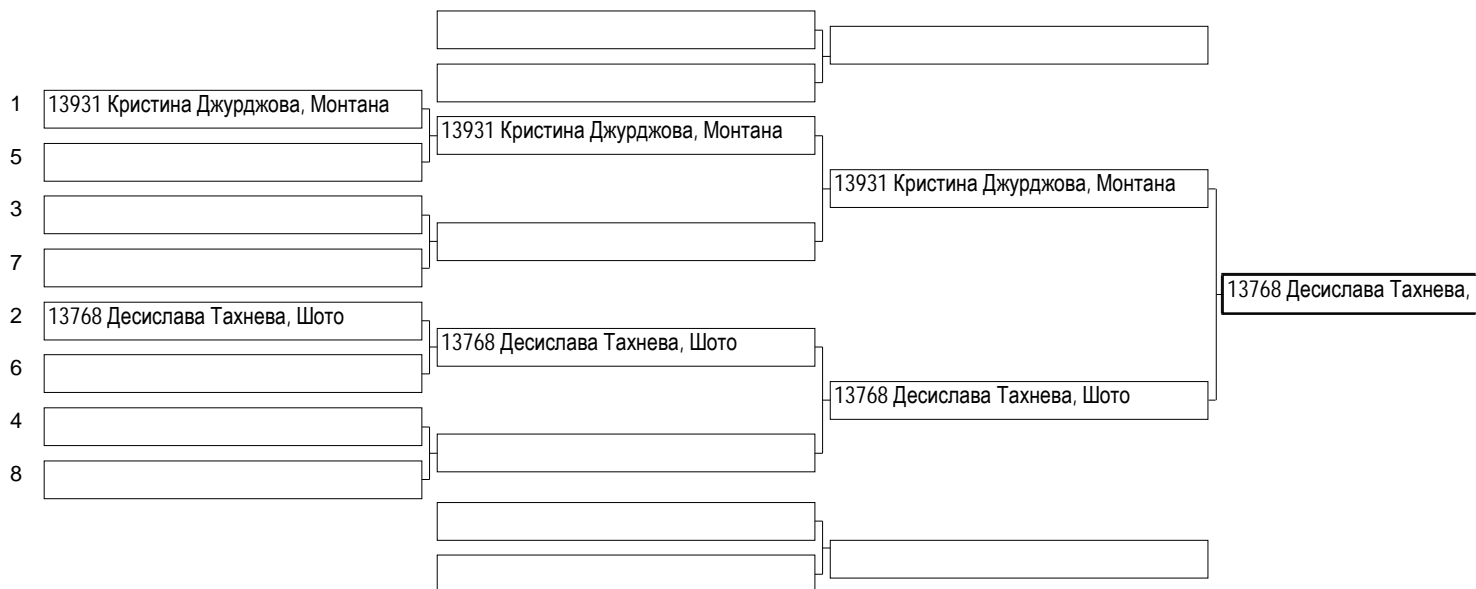 1 13931 Кристина Джурджова, Монтана
13931 Кристина Джурджова, Монтана
5
13931 Кристина Джурджова, Монтана
3
7
13768 Десислава Тахнева,
2 13768 Десислава Тахнева, Шото
13768 Десислава Тахнева, Шото
6
13768 Десислава Тахнева, Шото
4
8